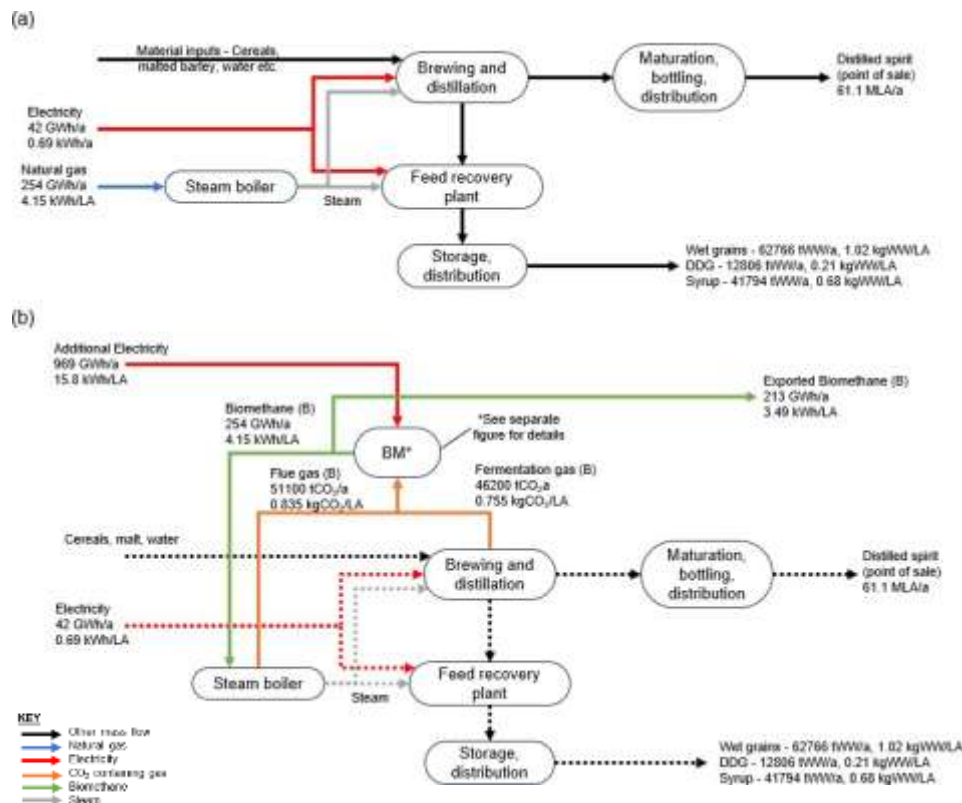 (a)
Material inputs - Cereals,
malted barley, water etc.
Brewing and
distillation
Maturation,
bottling,
distribution
Distilled spirit
(point of sale)
61.1 MLA/a
Electricity
42 GWh/a
0.69 kWh/a
Natural gas
254 GWh/a
4.15 kWh/LA
Steam boiler
Steam
Feed recovery
plant
Storage,
distribution
Wet grains - 62766 tWW/a, 1.02 kgWW/LA
DDG - 12806 tWW/a, 0.21 kgWW/LA
Syrup - 41794 tWW/a, 0.68 kgWW/LA
(b)
Additional Electricity
969 GWh/a
15.8 kWh/LA
Exported Biomethane (B)
213 GWh/a
3.49 kWh/LA
Biomethane (B)
254 GWh/a
4.15 kWh/LA
*See separate
figure for details
BM*
Flue gas (B)
51100 tCO₂/a
0.835 kgCO₂/LA
Fermentation gas (B)
46200 tCO₂/a
0.755 kgCO₂/LA
Cereals, malt, water
Brewing and
distillation
Maturation,
bottling,
distribution
Distilled spirit
(point of sale)
61.1 MLA/a
Electricity
42 GWh/a
0.69 kWh/LA
Steam boiler
Steam
Feed recovery
plant
Storage,
distribution
Wet grains - 62766 tWW/a, 1.02 kgWW/LA
DDG - 12806 tWW/a, 0.21 kgWW/LA
Syrup - 41794 tWW/a, 0.68 kgWW/LA
KEY
Other mass flow
Natural gas
Electricity
CO₂ containing gas
Biomethane
Steam